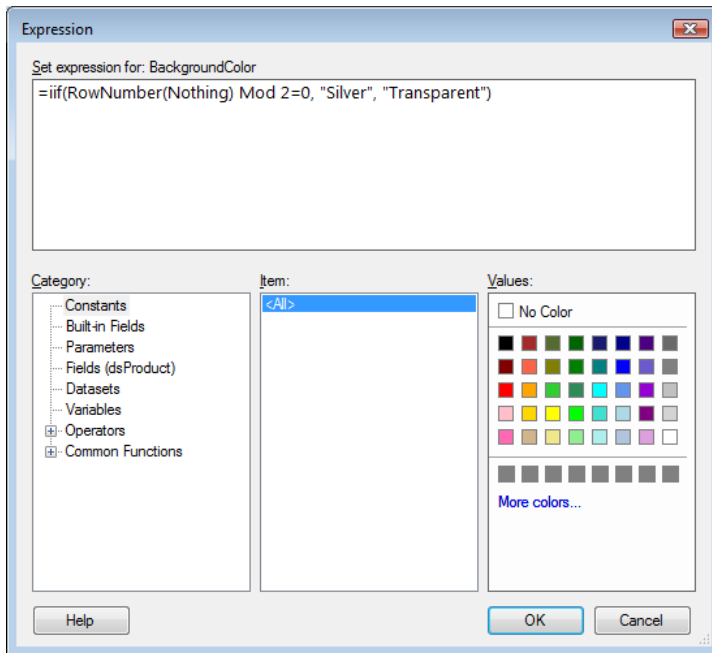 Expression
Set expression for: BackgroundColor
=iif(RowNumber(Nothing) Mod 2=0, "Silver", "Transparent")
Category:
Item:
Values:
Constants
Built-in Fields
Parameters
Fields (dsProduct)
Datasets
Variables
Operators
Common Functions
<All>
No Color
More colors...
Help
OK
Cancel